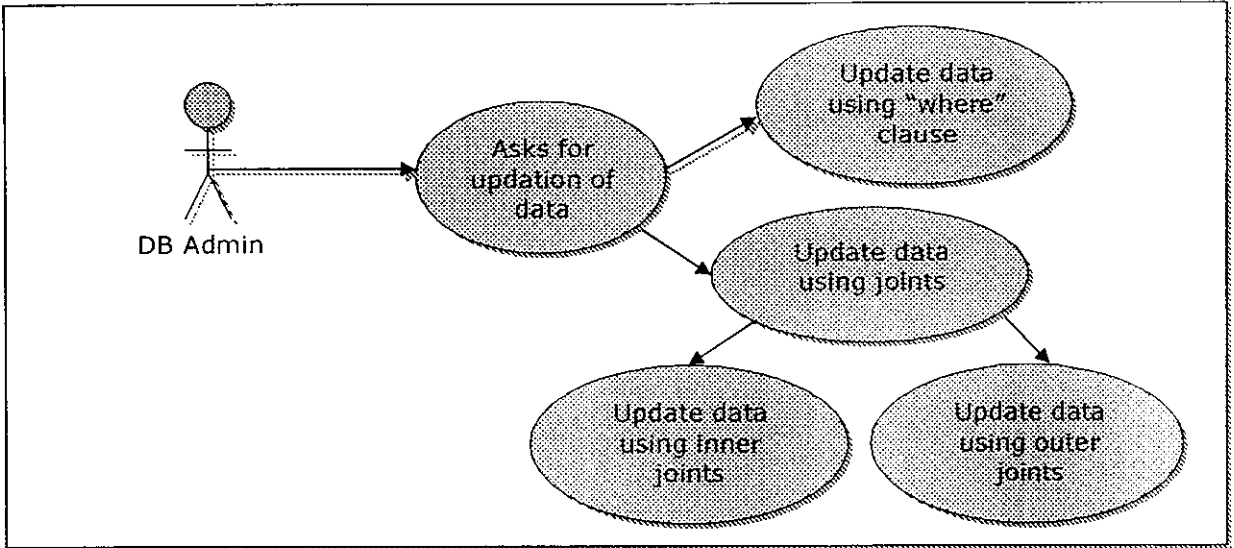 Update data
using "where"
clause
Asks for
updation of
data
DB Admin
Update data
using joints
Update data
using inner
joints
Update data
using outer
joints